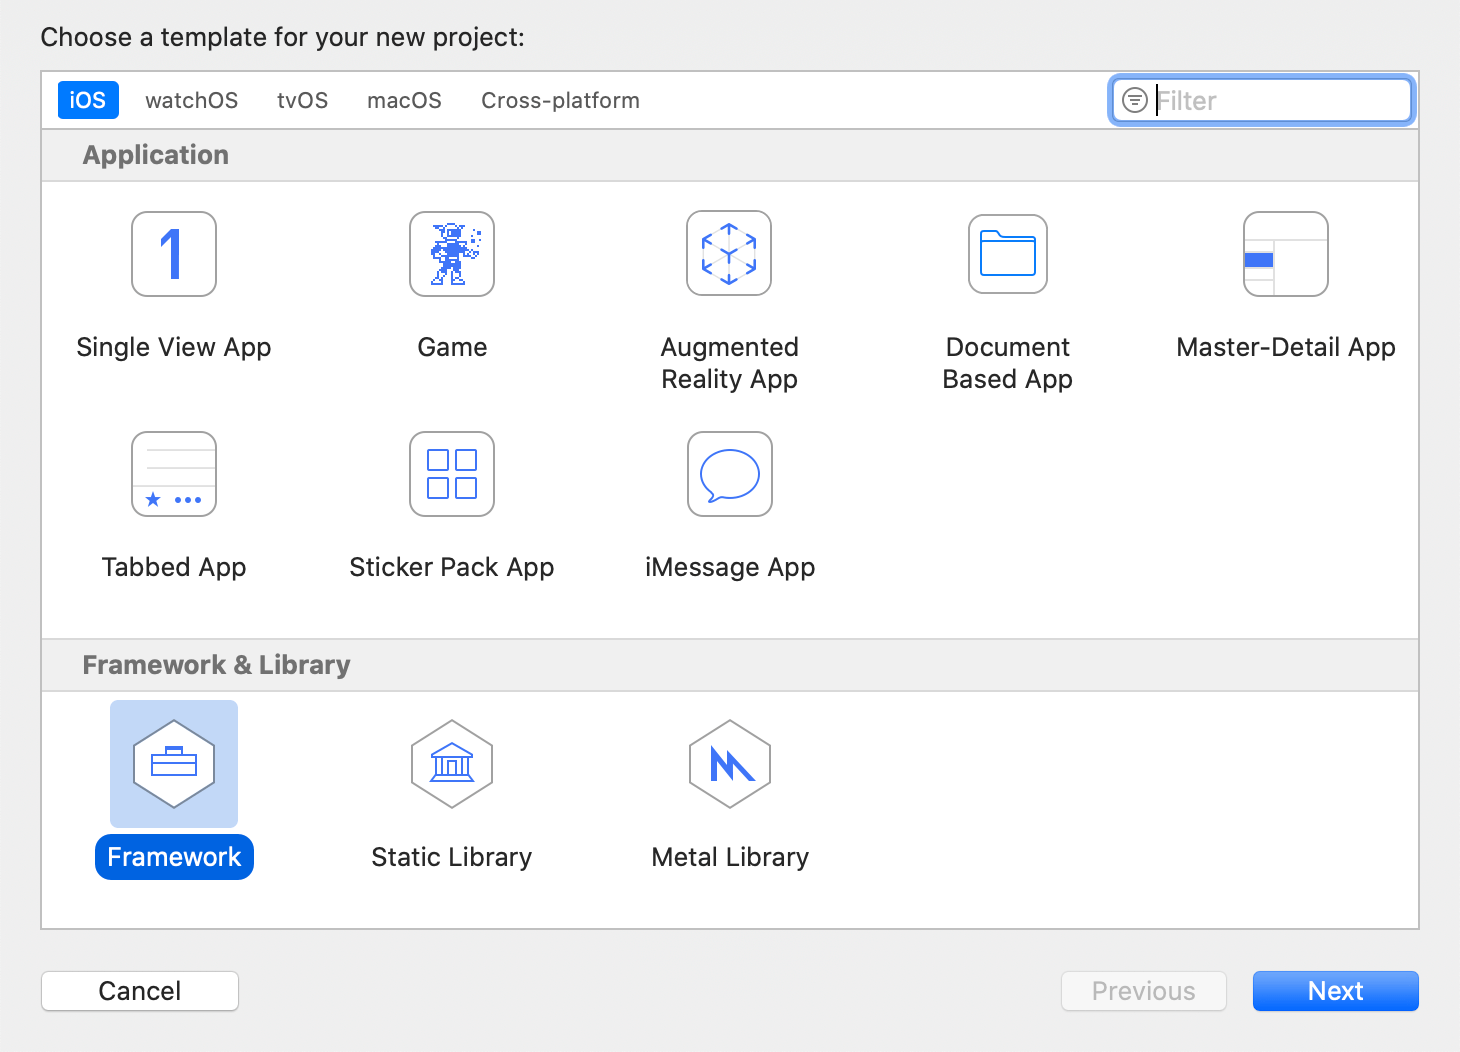 Choose a template for your new project:
iOS watchOS tvOS macOS Cross-platform Filter
Application
1
Single View App Game Augmented Document Master-Detail App
Reality App Based App
Tabbed App Sticker Pack App iMessage App
Framework & Library
Framework Static Library Metal Library
Cancel Previous Next